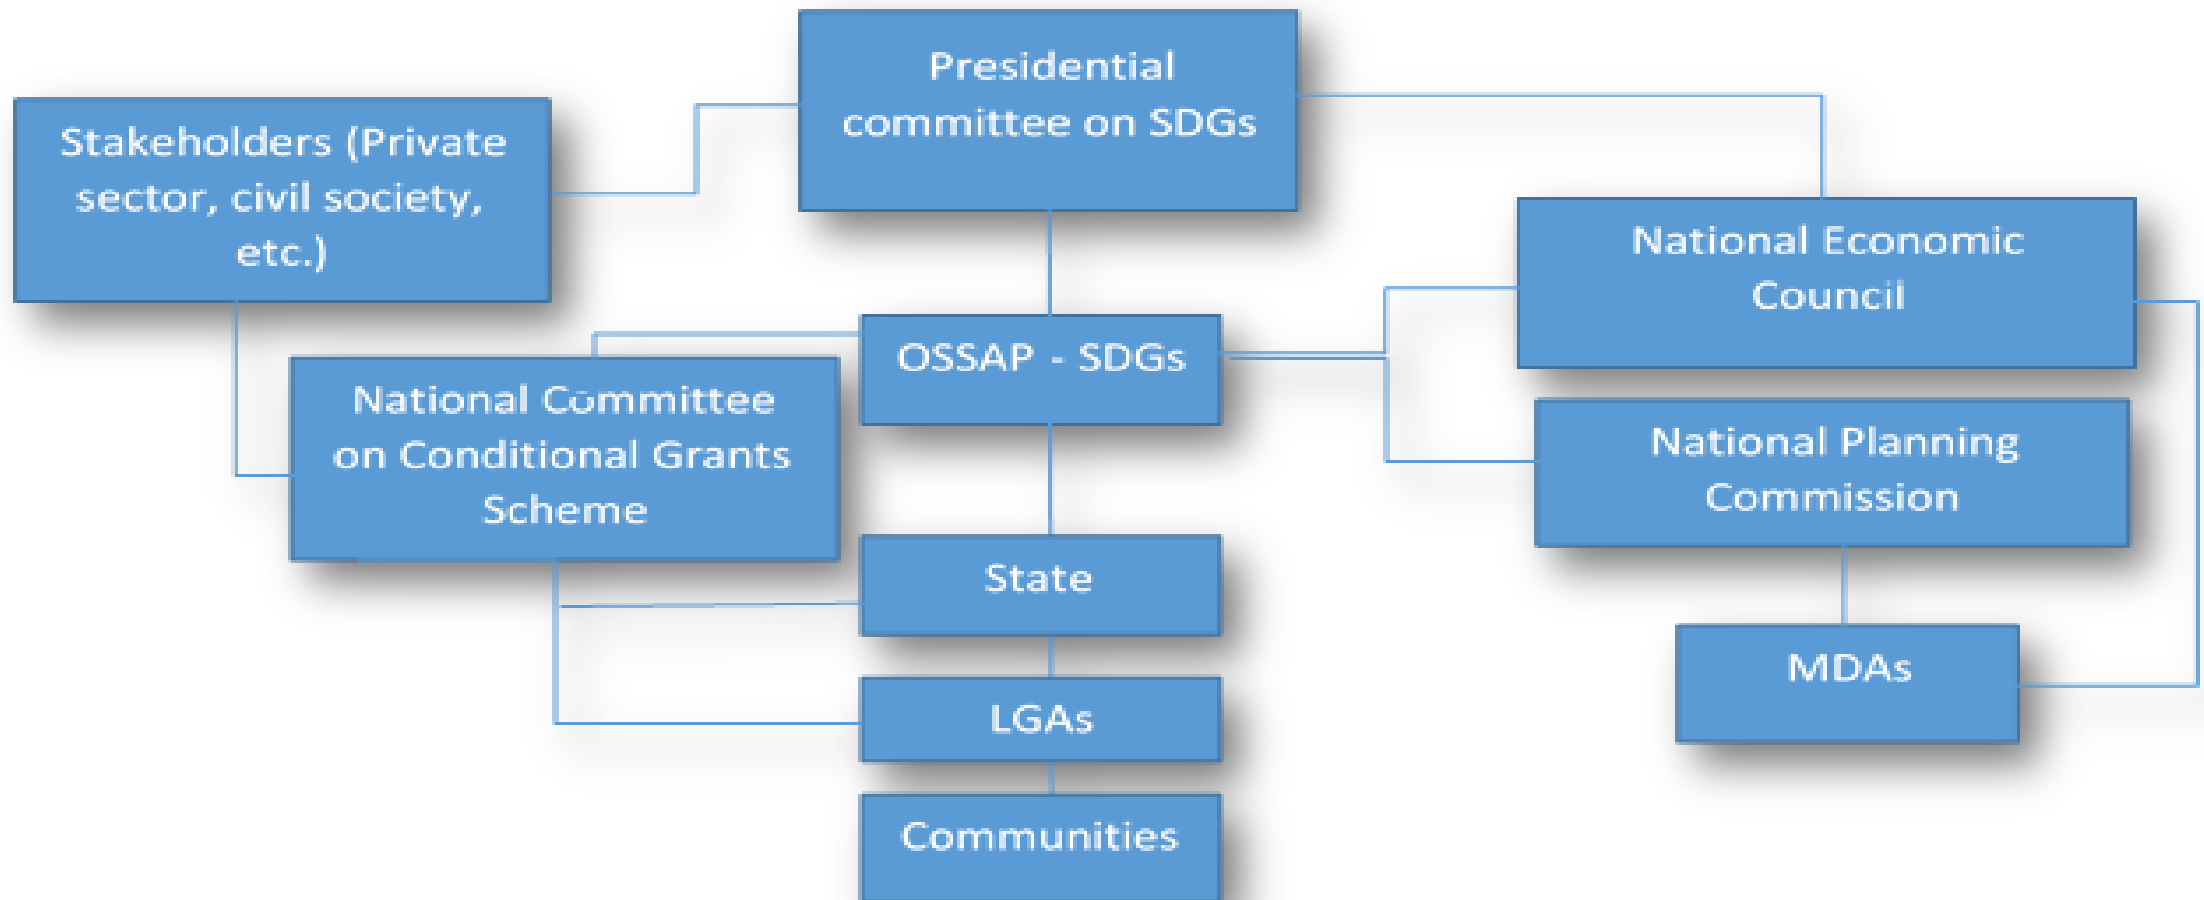 Presidential
committee on SDGs
Stakeholders (Private
sector, civil society,
etc.)
National Economic
Council
OSSAP - SDGs
National Committee
on Conditional Grants
Scheme
National Planning
Commission
State
MDAs
LGAs
Communities